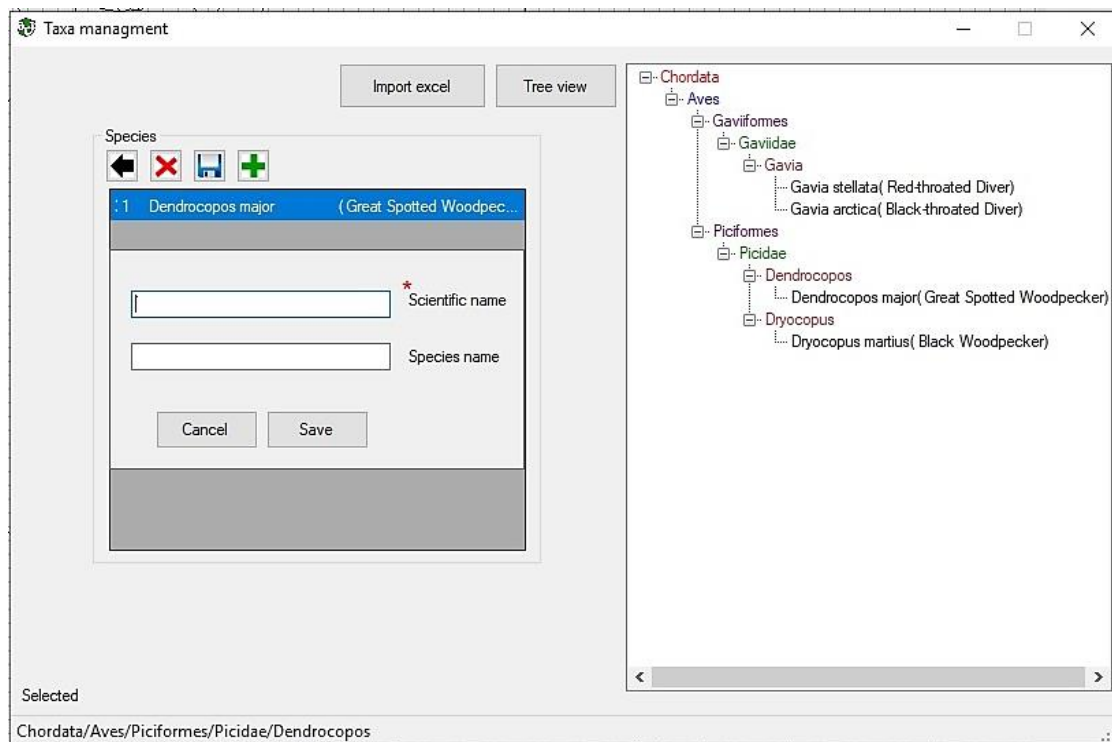 Taxa managment
Import excel
Tree view
Species
1 Dendrocopos major (Great Spotted Woodpec...
* Scientific name
Species name
Cancel
Save
Chordata
Aves
Gaviiformes
Gaviidae
Gavia
Gavia stellata( Red-throated Diver)
Gavia arctica( Black-throated Diver)
Piciformes
Picidae
Dendrocopos
Dendrocopos major( Great Spotted Woodpecker)
Dryocopus
Dryocopus martius( Black Woodpecker)
Selected
Chordata/Aves/Piciformes/Picidae/Dendrocopos